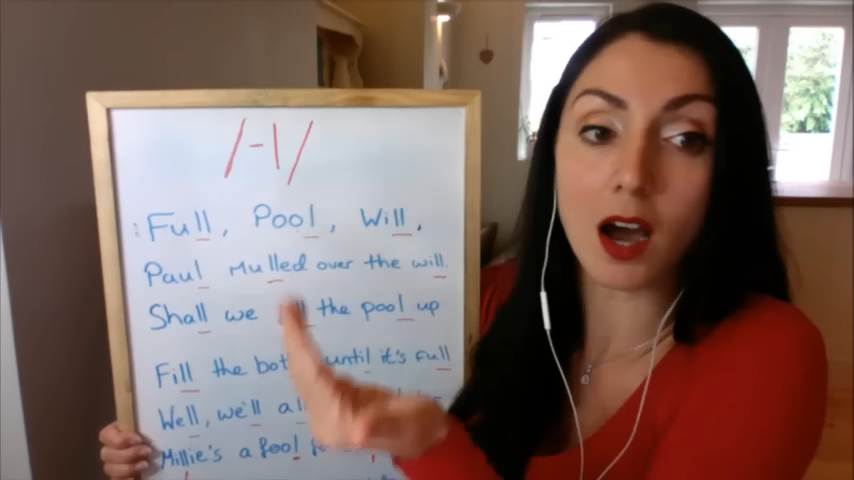 /-l/
Full, Pool, Will,
Paul Mulled over the will.
Shall we the pool up
Fill the until it's full
Well, we'll
Millie's a fool